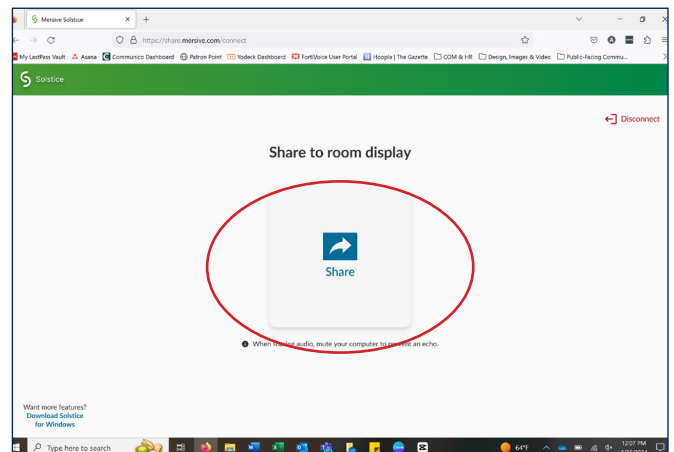 Mersive Solstice
https://share.mersive.com/connect
My LastPass Vault Asana Communico Dashboard Patron Point Yodeck Dashboard FortiVoice User Portal Hoopla | The Gazette COM & HR Design, Images & Video Public-Facing Commu...
Solstice
Disconnect
Share to room display
Share
When sharing audio, mute your computer to prevent an echo.
Want more features?
Download Solstice
for Windows
Type here to search
64°F
12:07 PM